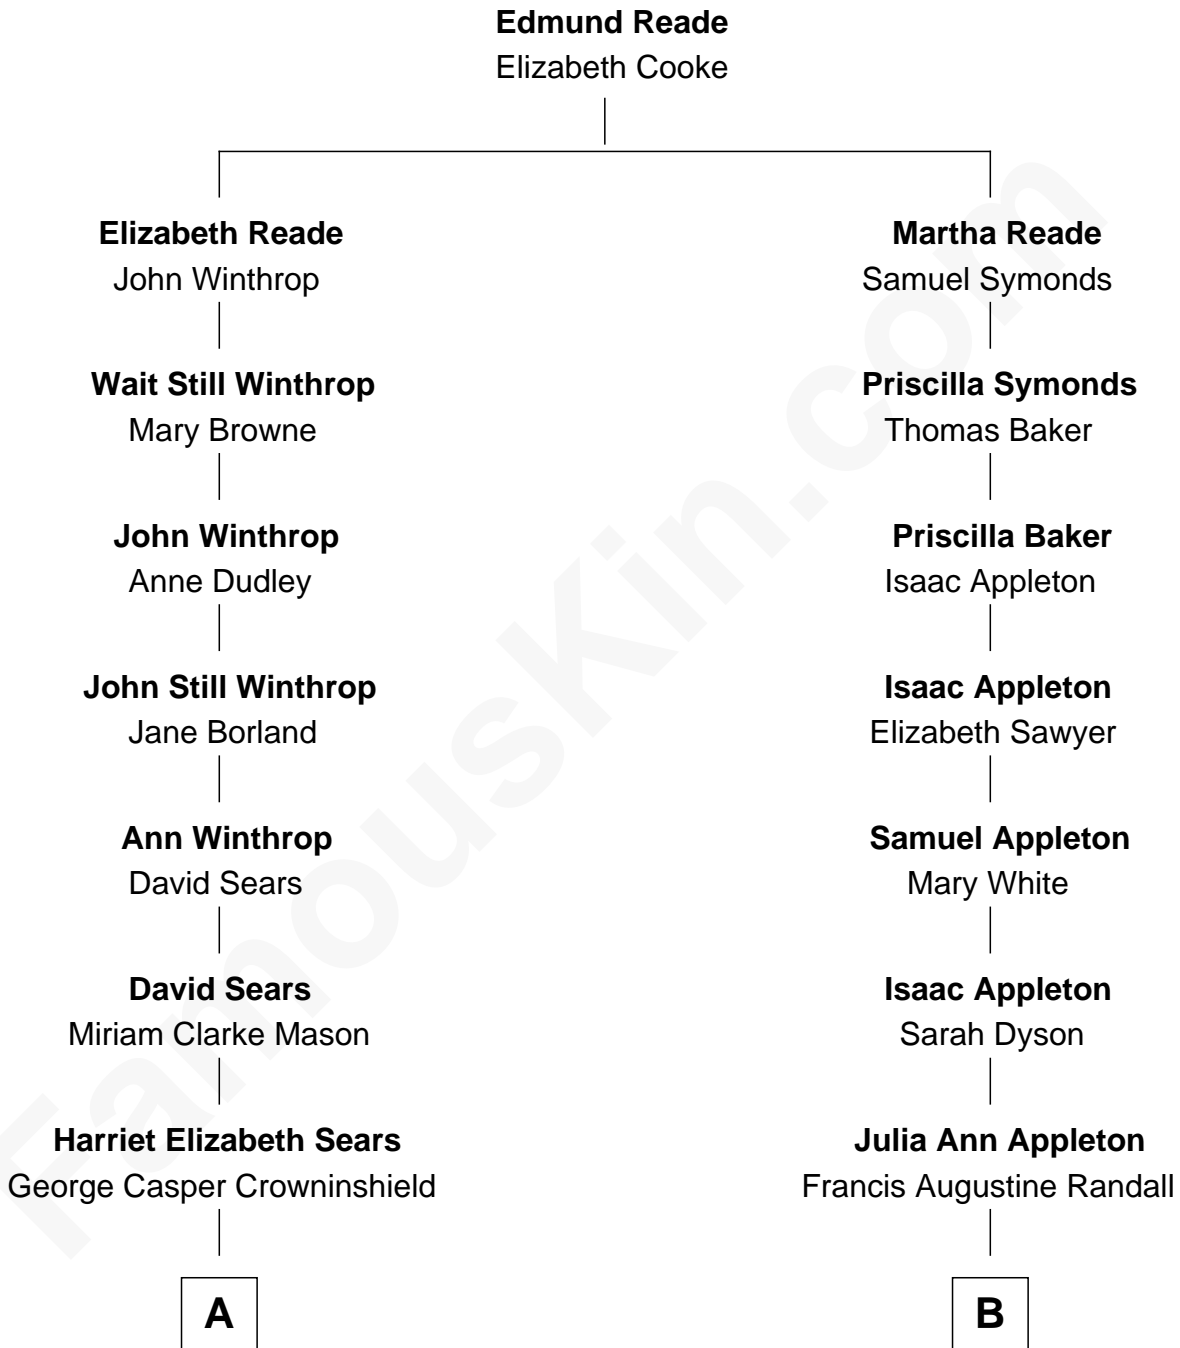 Edmund Reade
Elizabeth Cooke
Elizabeth Reade
John Winthrop
Martha Reade
Samuel Symonds
Wait Still Winthrop
Mary Browne
Priscilla Symonds
Thomas Baker
John Winthrop
Anne Dudley
Priscilla Baker
Isaac Appleton
John Still Winthrop
Jane Borland
Isaac Appleton
Elizabeth Sawyer
Ann Winthrop
David Sears
Samuel Appleton
Mary White
David Sears
Miriam Clarke Mason
Isaac Appleton
Sarah Dyson
Harriet Elizabeth Sears
George Casper Crowninshield
Julia Ann Appleton
Francis Augustine Randall
A
B
FamousKin.com